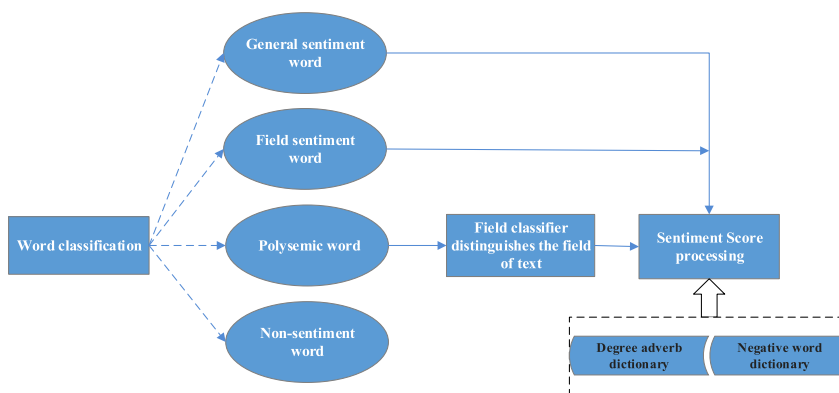 General sentiment
word
Field sentiment
word
Word classification
Polysemic word
Field classifier
distinguishes the field
of text
Sentiment Score
processing
Non-sentiment
word
Degree adverb
dictionary
Negative word
dictionary